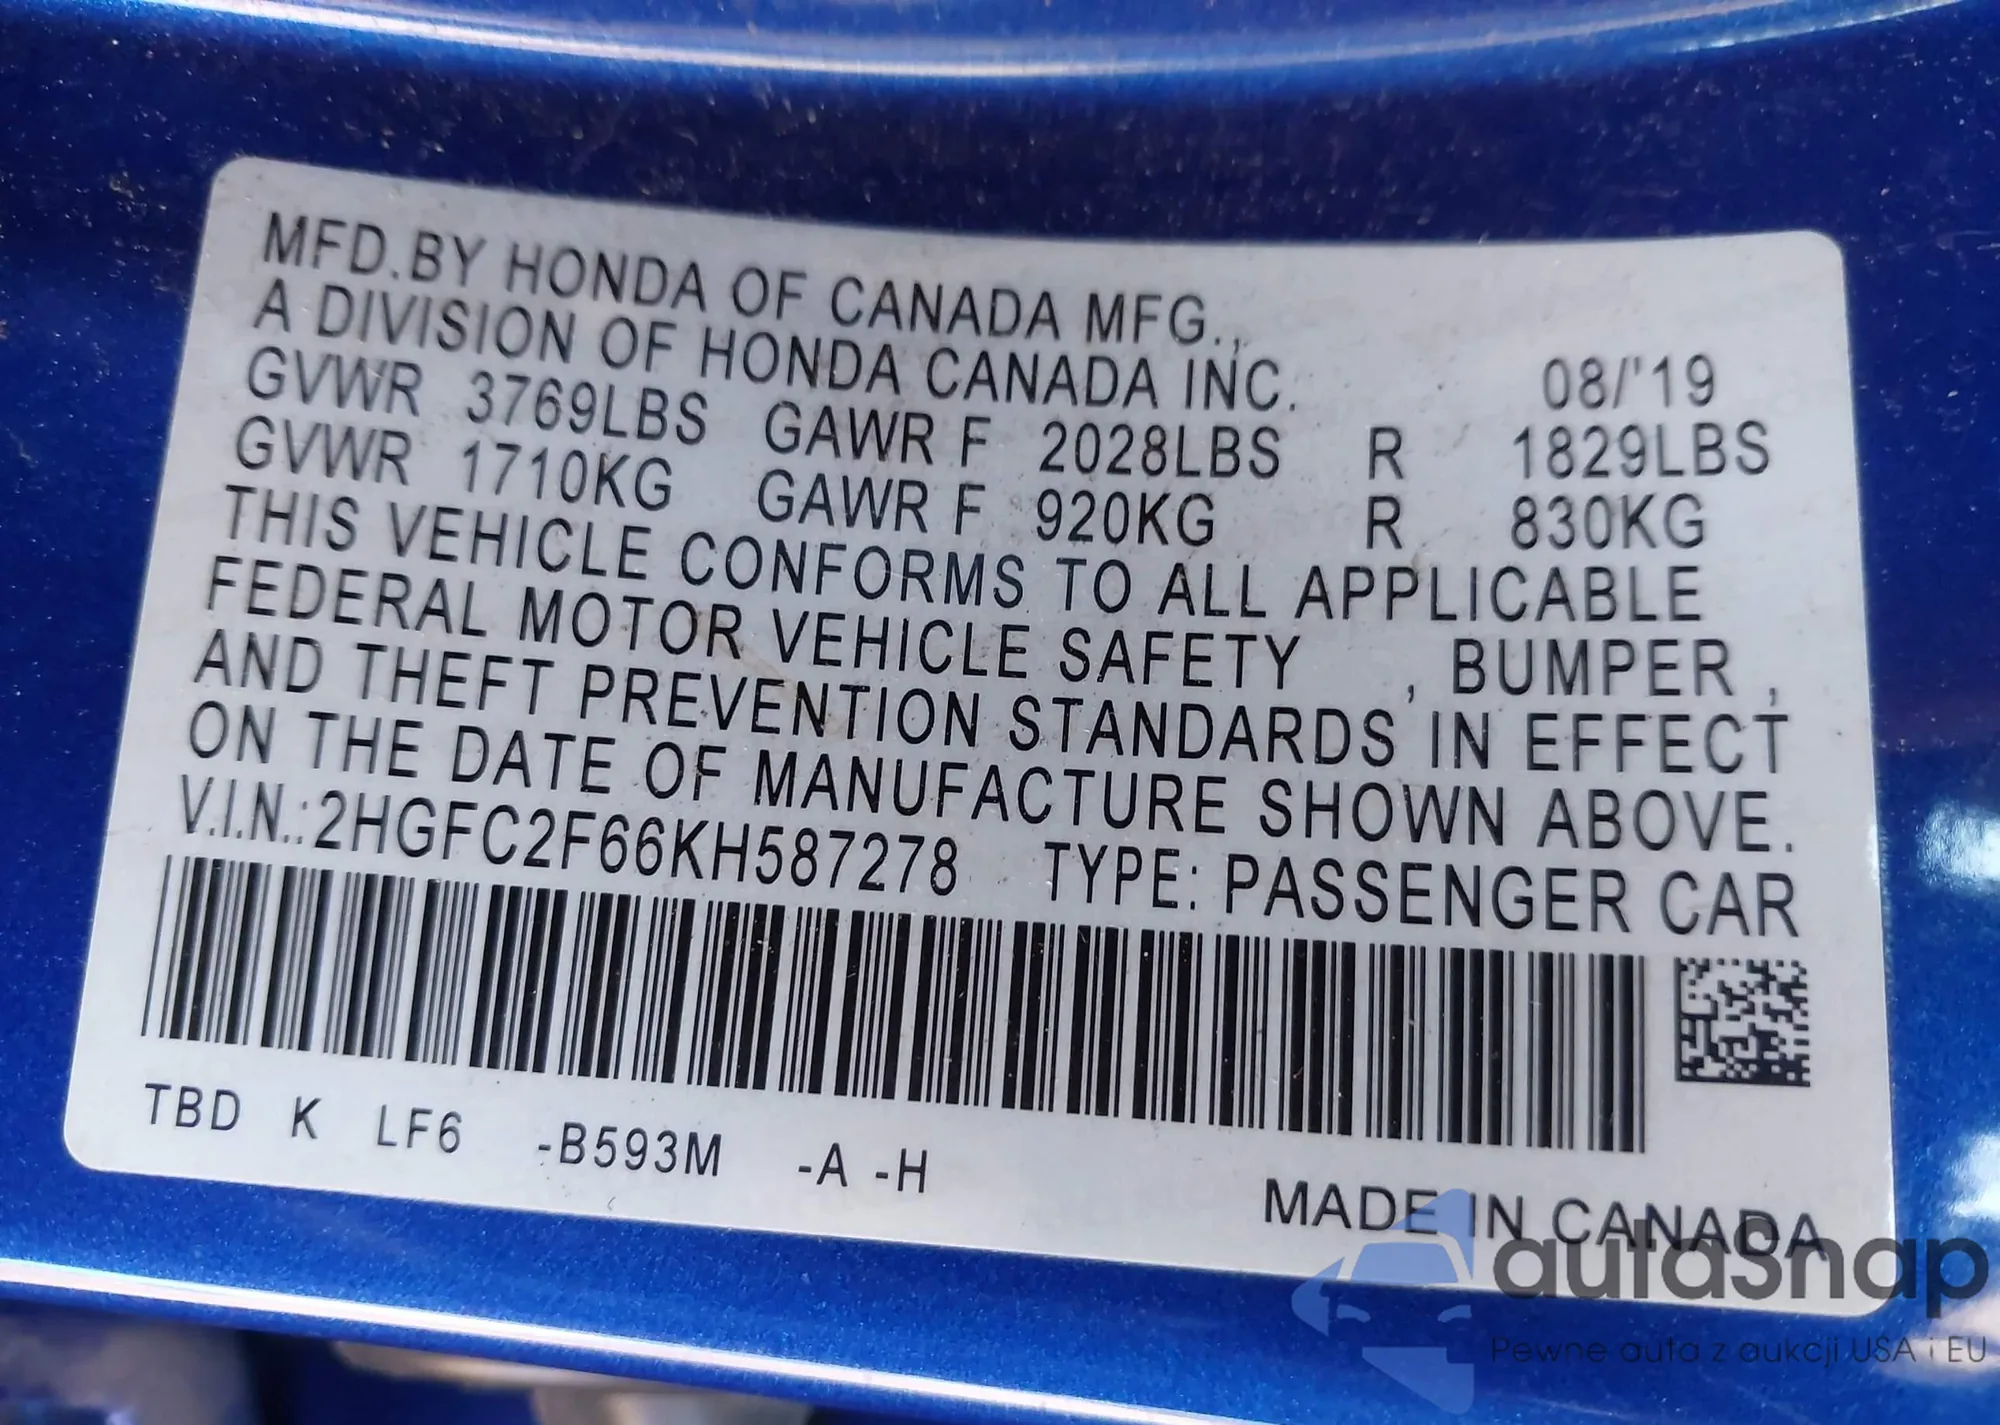 MFD.BY HONDA OF CANADA MFG.,
A DIVISION OF HONDA CANADA INC. 08/'19
GVWR 3769LBS GAWR F 2028LBS R 1829LBS
GVWR 1710KG GAWR F 920KG R 830KG
THIS VEHICLE CONFORMS TO ALL APPLICABLE
FEDERAL MOTOR VEHICLE SAFETY , BUMPER ,
AND THEFT PREVENTION STANDARDS IN EFFECT
ON THE DATE OF MANUFACTURE SHOWN ABOVE.
V.I.N.:2HGFC2F66KH587278 TYPE: PASSENGER CAR
TBD K LF6 -B593M -A -H
MADE IN CANADA
autaSnap
Pewne auta z aukcji USA i EU